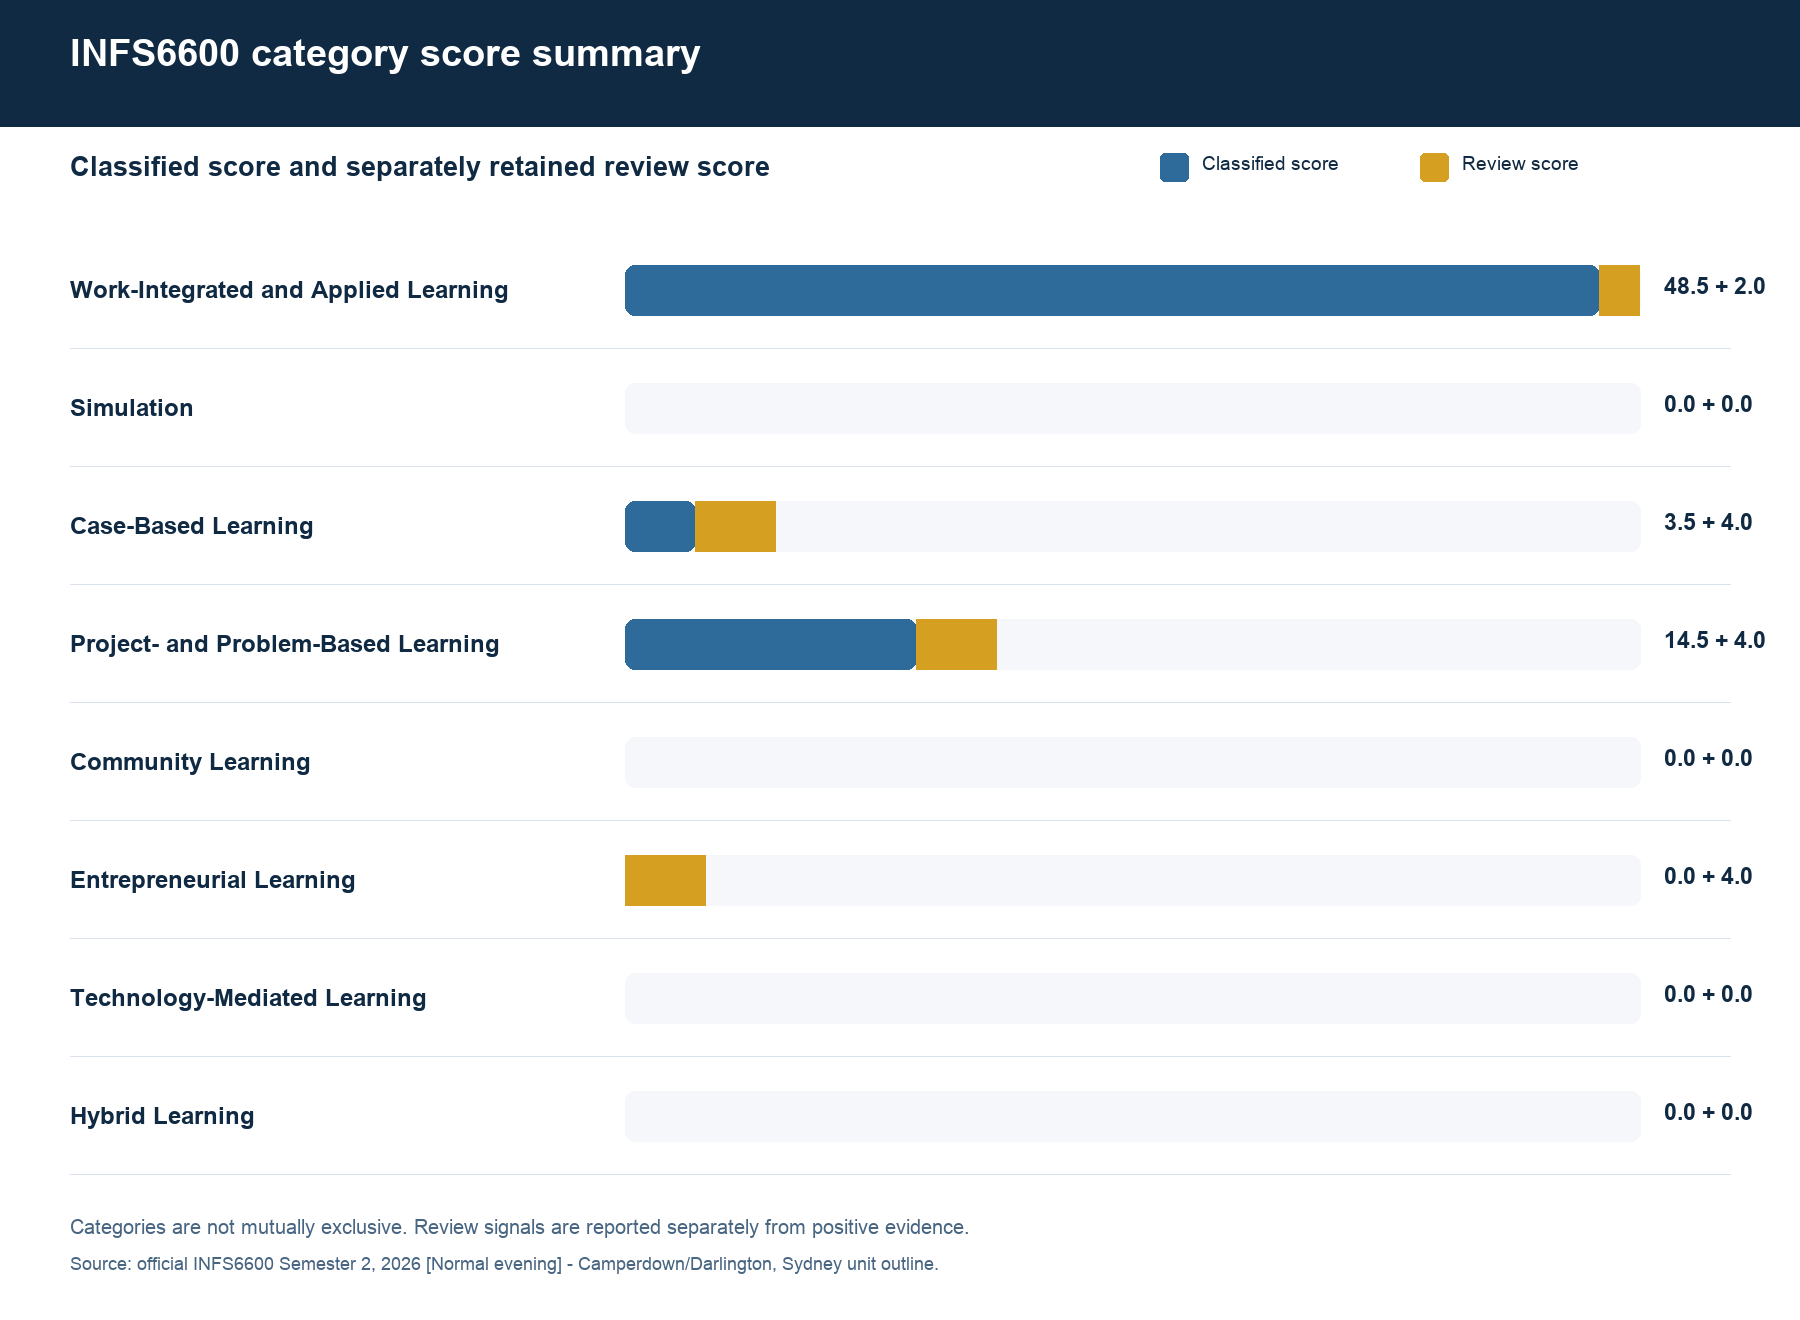 INFS6600 category score summary
Classified score and separately retained review score
Classified score
Review score
Work-Integrated and Applied Learning
48.5 + 2.0
Simulation
0.0 + 0.0
Case-Based Learning
3.5 + 4.0
Project- and Problem-Based Learning
14.5 + 4.0
Community Learning
0.0 + 0.0
Entrepreneurial Learning
0.0 + 4.0
Technology-Mediated Learning
0.0 + 0.0
Hybrid Learning
0.0 + 0.0
Categories are not mutually exclusive. Review signals are reported separately from positive evidence.
Source: official INFS6600 Semester 2, 2026 [Normal evening] - Camperdown/Darlington, Sydney unit outline.